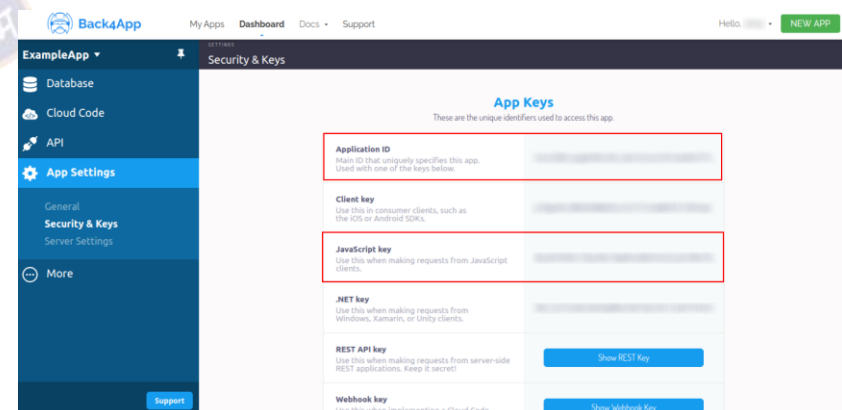 Back4App
My Apps Dashboard Docs Support
Hello,
NEW APP
ExampleApp
SETTINGS
Security & Keys
Database
Cloud Code
API
App Settings
General
Security & Keys
Server Settings
More
Support
App Keys
These are the unique identifiers used to access this app.
Application ID
Main ID that uniquely specifies this app.
Used with one of the keys below.
Client key
Use this in consumer clients, such as
the iOS or Android SDKs.
JavaScript key
Use this when making requests from JavaScript
clients.
.NET key
Use this when making requests from
Windows, Xamarin, or Unity clients.
REST API key
Use this when making requests from server-side
REST applications. Keep it secret!
Show REST Key
Webhook key
Use this when implementing a Cloud Code
Show Webhook Key